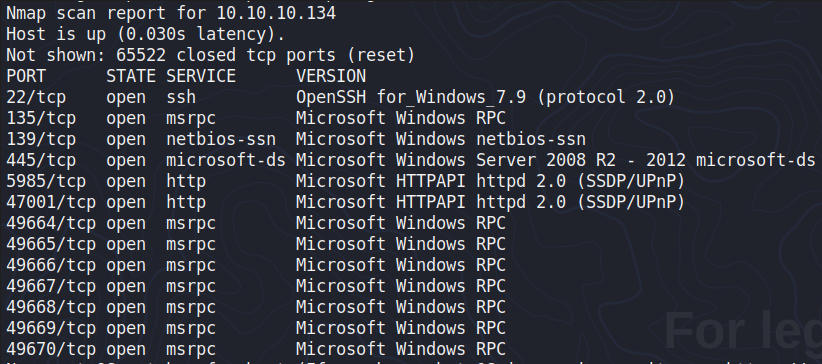 Nmap scan report for 10.10.10.134
Host is up (0.030s latency).
Not shown: 65522 closed tcp ports (reset)
PORT      STATE SERVICE      VERSION
22/tcp    open  ssh          OpenSSH for_Windows_7.9 (protocol 2.0)
135/tcp   open  msrpc        Microsoft Windows RPC
139/tcp   open  netbios-ssn  Microsoft Windows netbios-ssn
445/tcp   open  microsoft-ds Microsoft Windows Server 2008 R2 - 2012 microsoft-ds
5985/tcp  open  http         Microsoft HTTPAPI httpd 2.0 (SSDP/UPnP)
47001/tcp open  http         Microsoft HTTPAPI httpd 2.0 (SSDP/UPnP)
49664/tcp open  msrpc        Microsoft Windows RPC
49665/tcp open  msrpc        Microsoft Windows RPC
49666/tcp open  msrpc        Microsoft Windows RPC
49667/tcp open  msrpc        Microsoft Windows RPC
49668/tcp open  msrpc        Microsoft Windows RPC
49669/tcp open  msrpc        Microsoft Windows RPC
49670/tcp open  msrpc        Microsoft Windows RPC
For leg